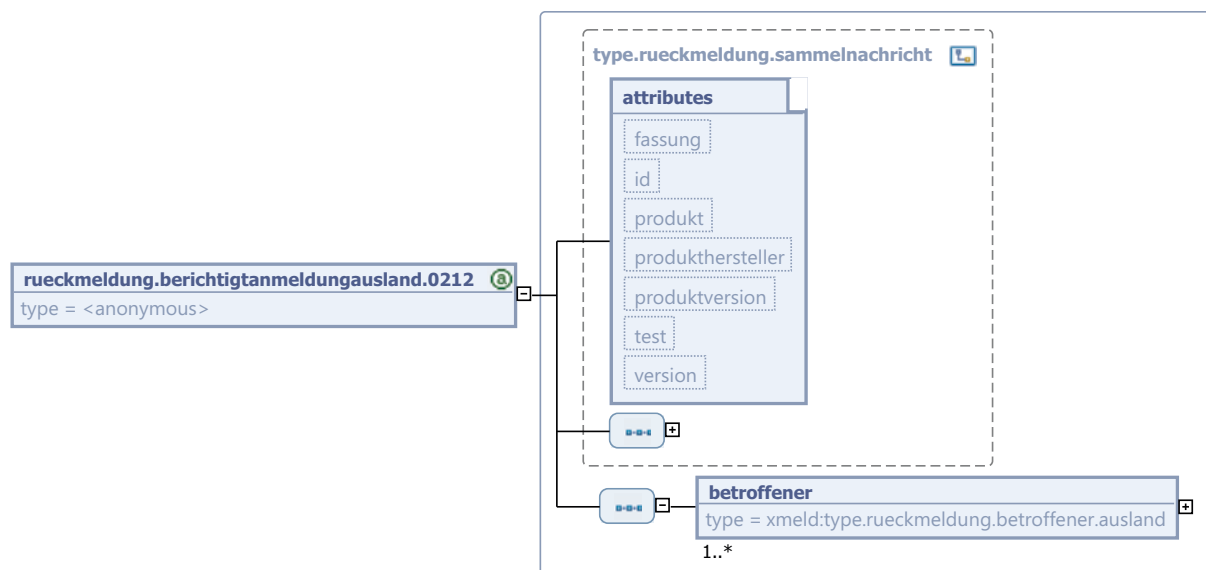 type.rueckmeldung.sammelnachricht
attributes
fassung
id
produkt
produkthersteller
produktversion
test
version
rueckmeldung.berichtigtanmeldungausland.0212
type = <anonymous>
betroffener
type = xmeld:type.rueckmeldung.betroffener.ausland
1..*